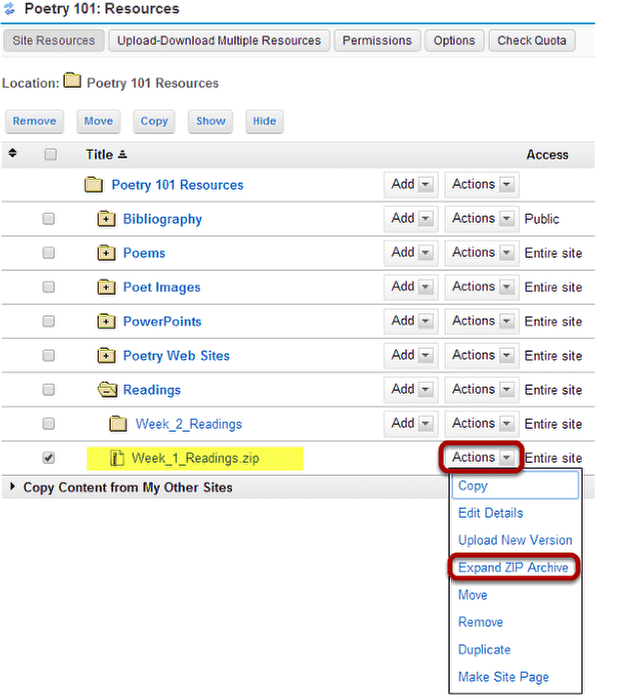 Poetry 101: Resources
Site Resources Upload-Download Multiple Resources Permissions Options Check Quota
Location: Poetry 101 Resources
Remove Move Copy Show Hide
Title Access
Poetry 101 Resources Add Actions
Bibliography Add Actions Public
Poems Add Actions Entire site
Poet Images Add Actions Entire site
PowerPoints Add Actions Entire site
Poetry Web Sites Add Actions Entire site
Readings Add Actions Entire site
Week_2_Readings Add Actions Entire site
Week_1_Readings.zip Actions Entire site
Copy Content from My Other Sites
Copy
Edit Details
Upload New Version
Expand ZIP Archive
Move
Remove
Duplicate
Make Site Page